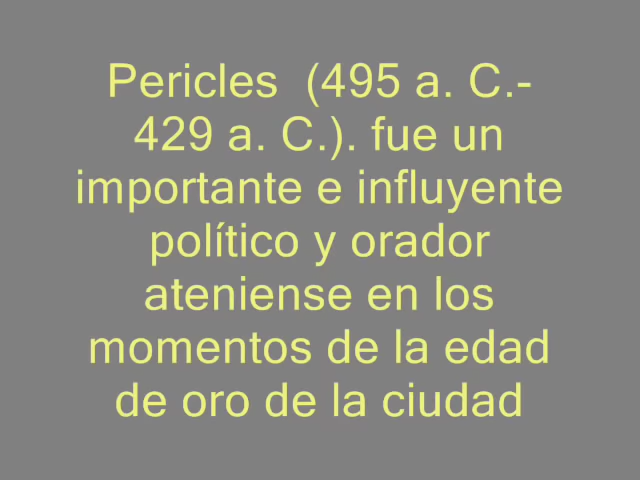 Pericles  (495 a. C.-
429 a. C.). fue un
importante e influyente
político y orador
ateniense en los
momentos de la edad
de oro de la ciudad